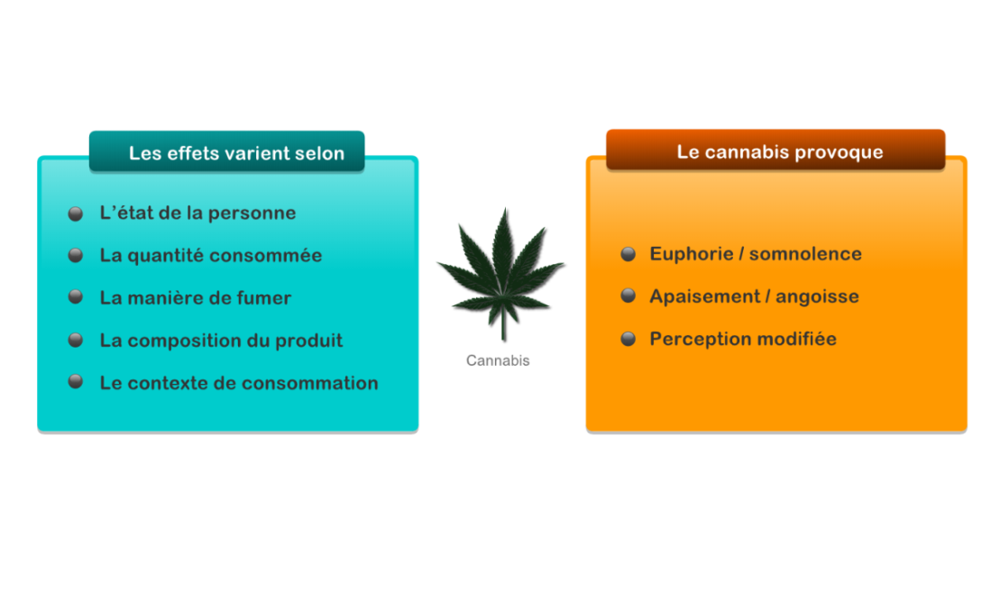 Les effets varient selon
L’état de la personne
La quantité consommée
La manière de fumer
La composition du produit
Le contexte de consommation
Cannabis
Le cannabis provoque
Euphorie / somnolence
Apaisement / angoisse
Perception modifiée